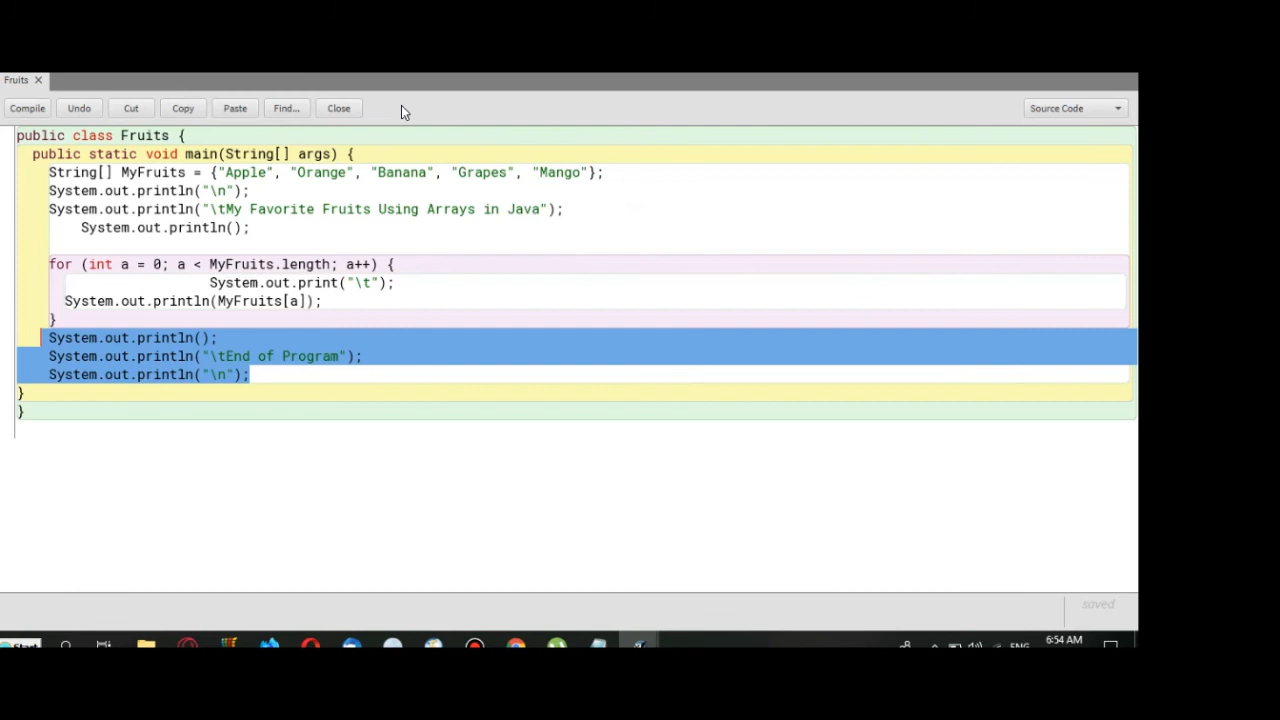 Fruits ×
Compile Undo Cut Copy Paste Find... Close Source Code
public class Fruits {
public static void main(String[] args) {
String[] MyFruits = {"Apple", "Orange", "Banana", "Grapes", "Mango"};
System.out.println("\n");
System.out.println("\tMy Favorite Fruits Using Arrays in Java");
System.out.println();
for (int a = 0; a < MyFruits.length; a++) {
System.out.print("\t");
System.out.println(MyFruits[a]);
}
System.out.println();
System.out.println("\tEnd of Program");
System.out.println("\n");
}
}
saved
Start ENG 6:54 AM